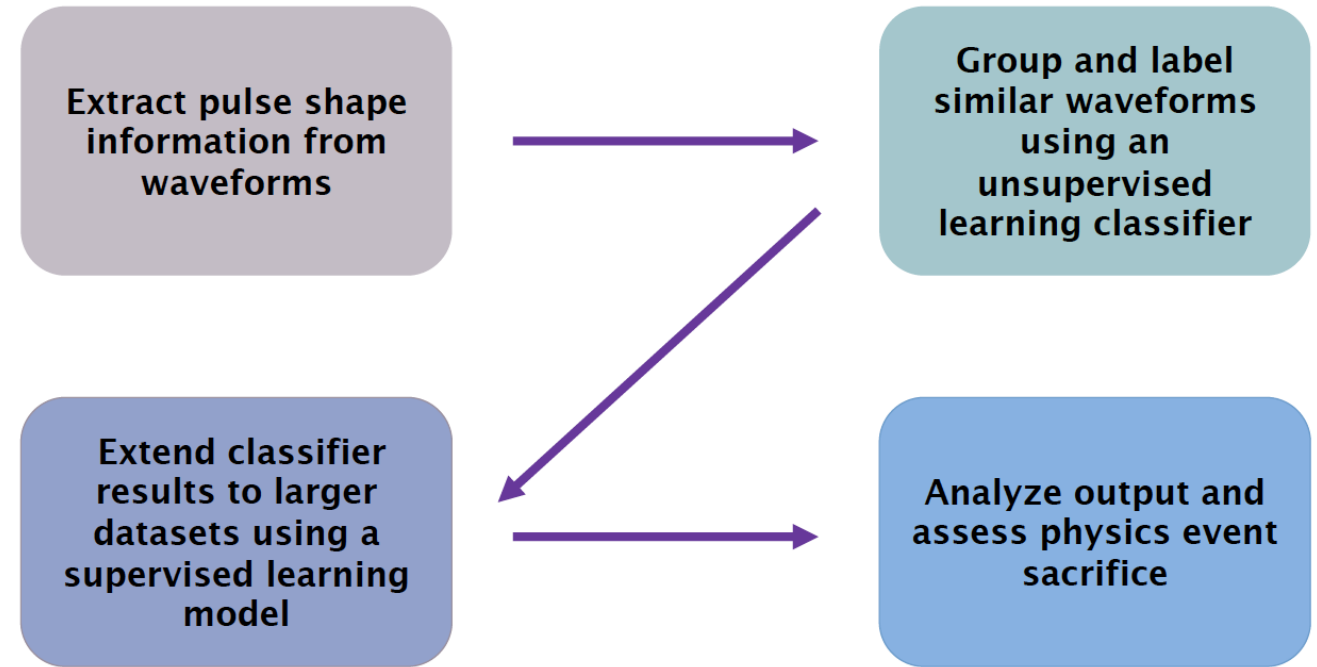 Extract pulse shape
information from
waveforms
Group and label
similar waveforms
using an
unsupervised
learning classifier
Extend classifier
results to larger
datasets using a
supervised learning
model
Analyze output and
assess physics event
sacrifice